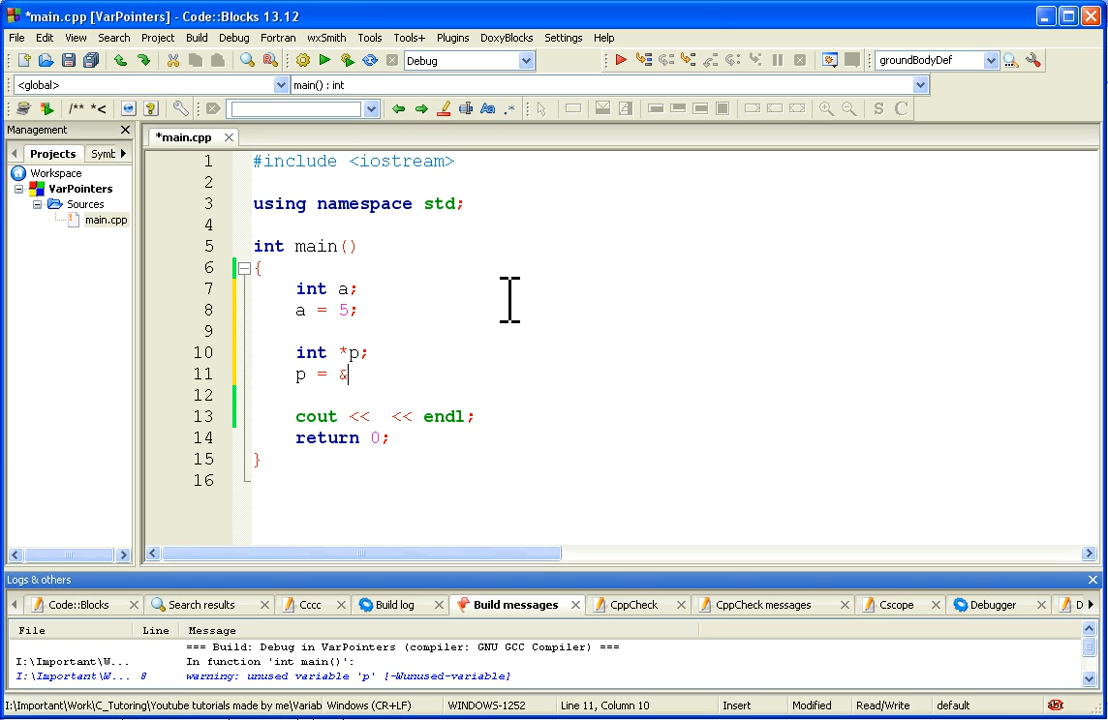 *main.cpp [VarPointers] - Code::Blocks 13.12
File Edit View Search Project Build Debug Fortran wxSmith Tools Tools+ Plugins DoxyBlocks Settings Help
Debug groundBodyDef
<global> main() : int
/** *< Aa .* S C
Management
*main.cpp
Projects Symb
Workspace
VarPointers
Sources
main.cpp
1 #include <iostream>
2
3 using namespace std;
4
5 int main()
6 {
7 int a;
8 a = 5;
9
10 int *p;
11 p = &
12
13 cout <<  << endl;
14 return 0;
15 }
16
Logs & others
Code::Blocks Search results Cccc Build log Build messages CppCheck CppCheck messages Cscope Debugger D
File Line Message
=== Build: Debug in VarPointers (compiler: GNU GCC Compiler) ===
I:\Important\W... In function 'int main()':
I:\Important\W... 8 warning: unused variable 'p' [-Wunused-variable]
I:\Important\Work\C_Tutoring\Youtube tutorials made by me\Variab Windows (CR+LF) WINDOWS-1252 Line 11, Column 10 Insert Modified Read/Write default